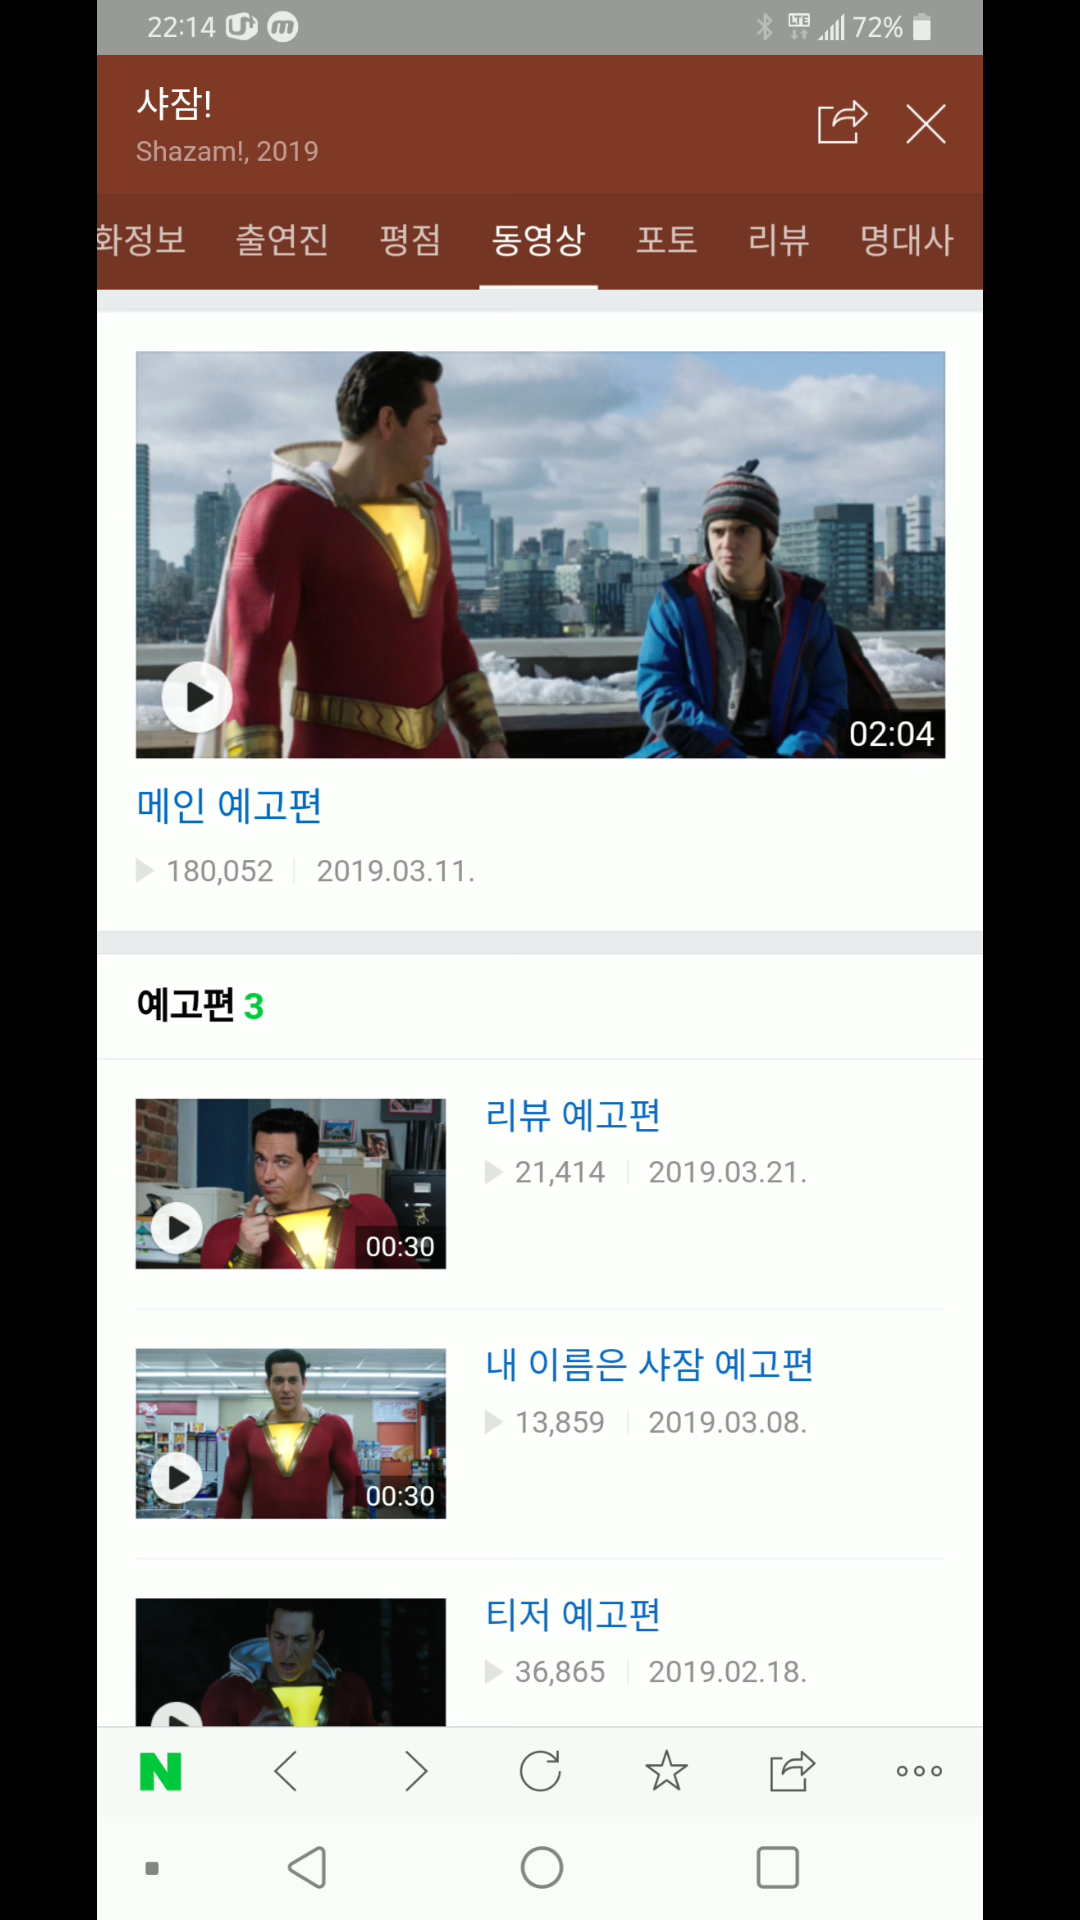 22:14 U+ m LTE 72%
샤잠!
Shazam!, 2019
화정보 출연진 평점 동영상 포토 리뷰 명대사
02:04
메인 예고편
180,052 2019.03.11.
예고편 3
리뷰 예고편
21,414 2019.03.21.
00:30
내 이름은 샤잠 예고편
13,859 2019.03.08.
00:30
티저 예고편
36,865 2019.02.18.
N